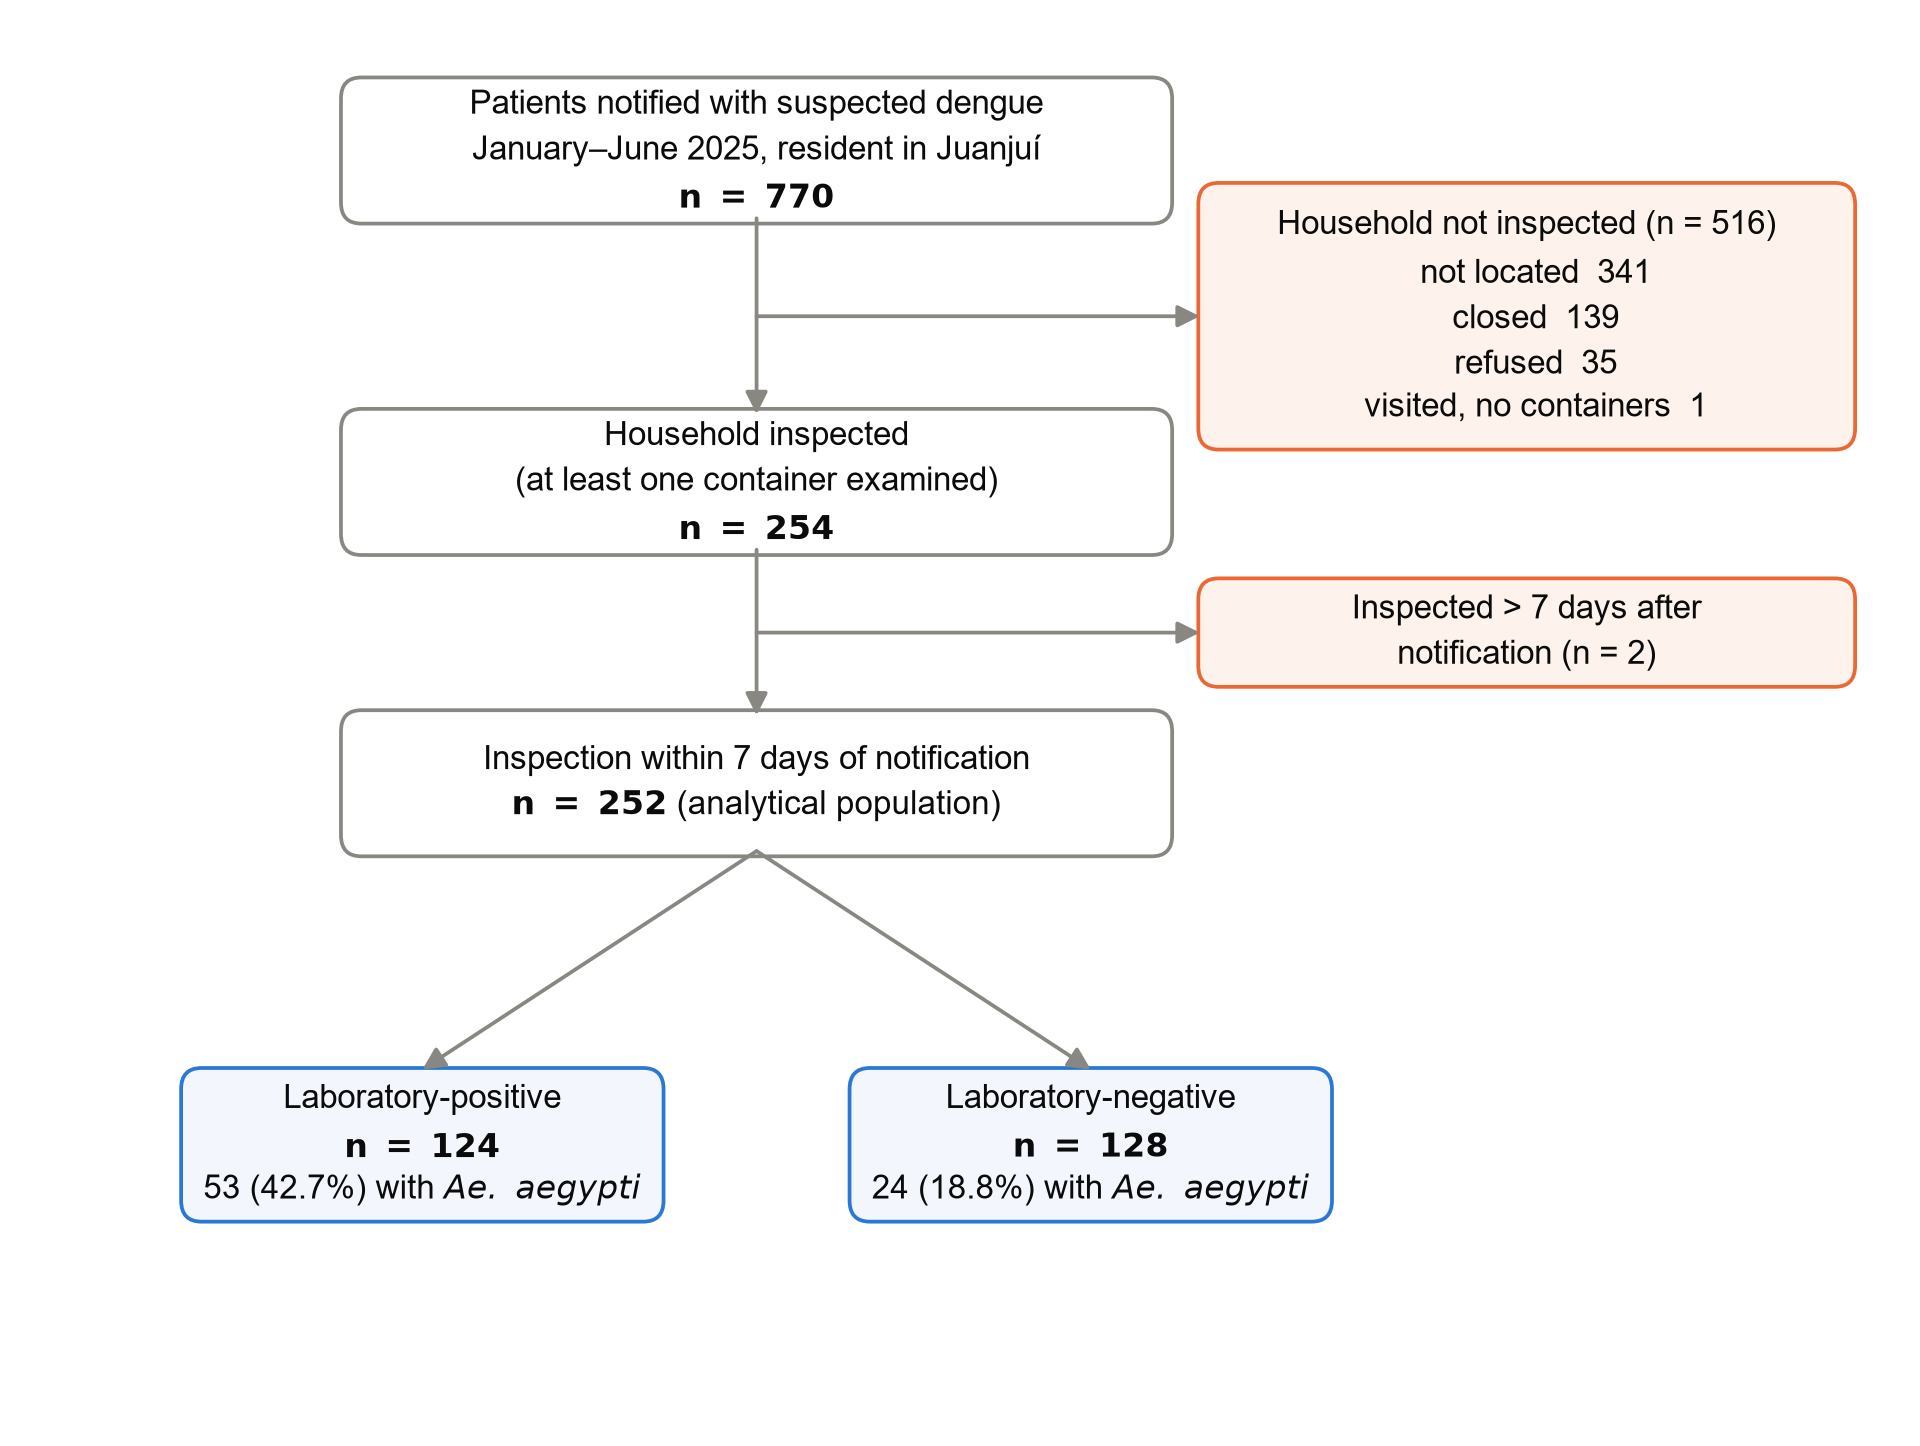 Patients notified with suspected dengue
January–June 2025, resident in Juanjuí
n = 770
Household not inspected (n = 516)
not located 341
closed 139
refused 35
visited, no containers 1
Household inspected
(at least one container examined)
n = 254
Inspected > 7 days after
notification (n = 2)
Inspection within 7 days of notification
n = 252 (analytical population)
Laboratory-positive
n = 124
53 (42.7%) with Ae. aegypti
Laboratory-negative
n = 128
24 (18.8%) with Ae. aegypti